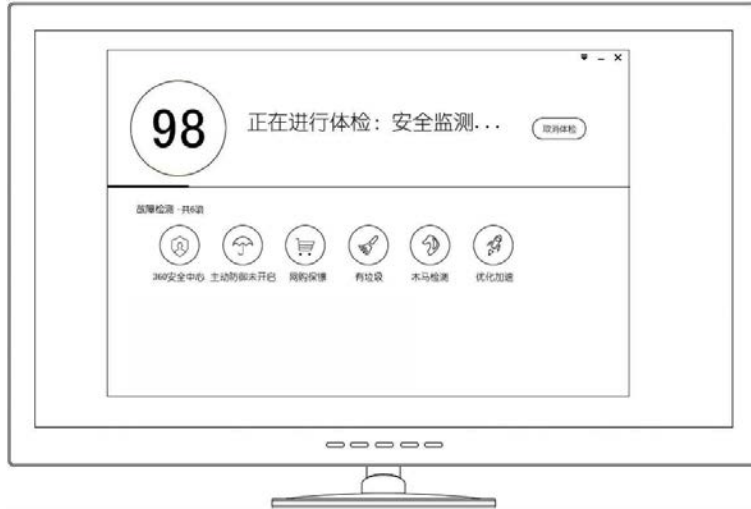 98
正在进行体检：安全监测...
取消体检
故障检测 -共6项
360安全中心 主动防御未开启 网购保镖 有垃圾 木马检测 优化加速